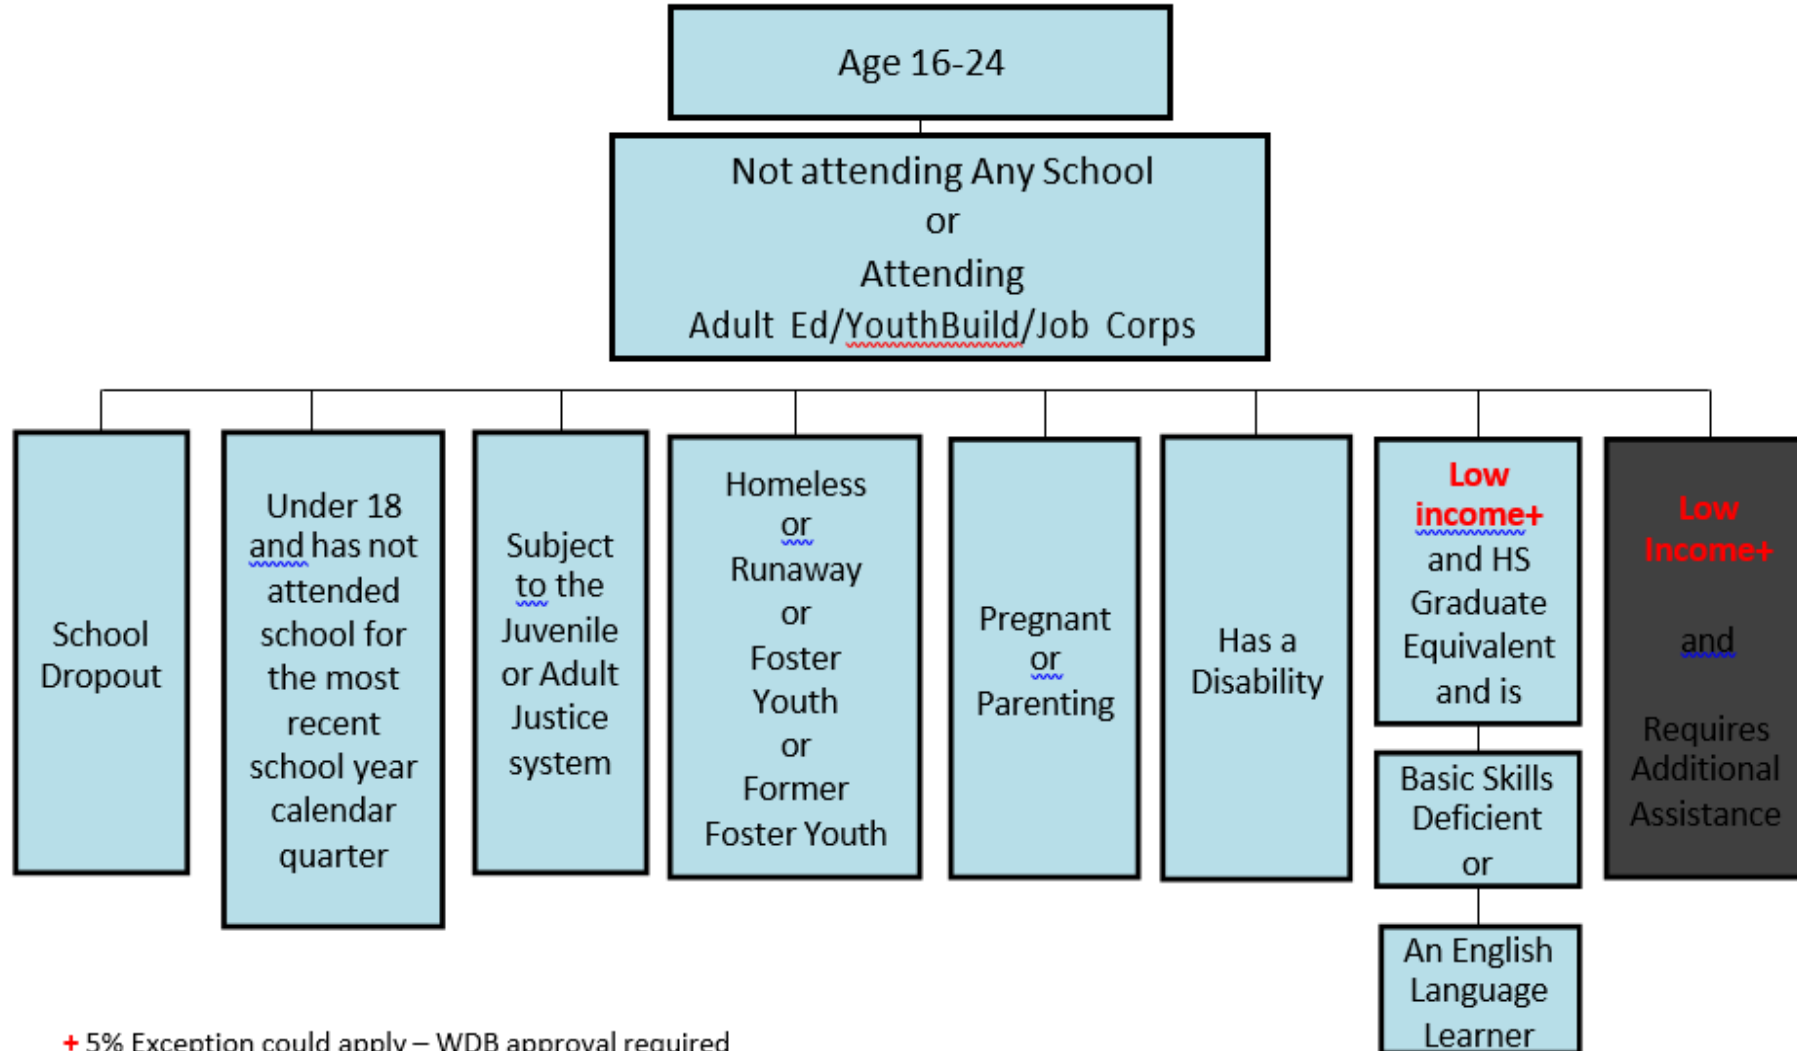 Age 16-24
Not attending Any School
or
Attending
Adult Ed/YouthBuild/Job Corps
School
Dropout
Under 18
and has not
attended
school for
the most
recent
school year
calendar
quarter
Subject
to the
Juvenile
or Adult
Justice
system
Homeless
or
Runaway
or
Foster
Youth
or
Former
Foster Youth
Pregnant
or
Parenting
Has a
Disability
Low
income+
and HS
Graduate
Equivalent
and is
Basic Skills
Deficient
or
An English
Language
Learner
Low
Income+
and
Requires
Additional
Assistance
+ 5% Exception could apply – WDB approval required